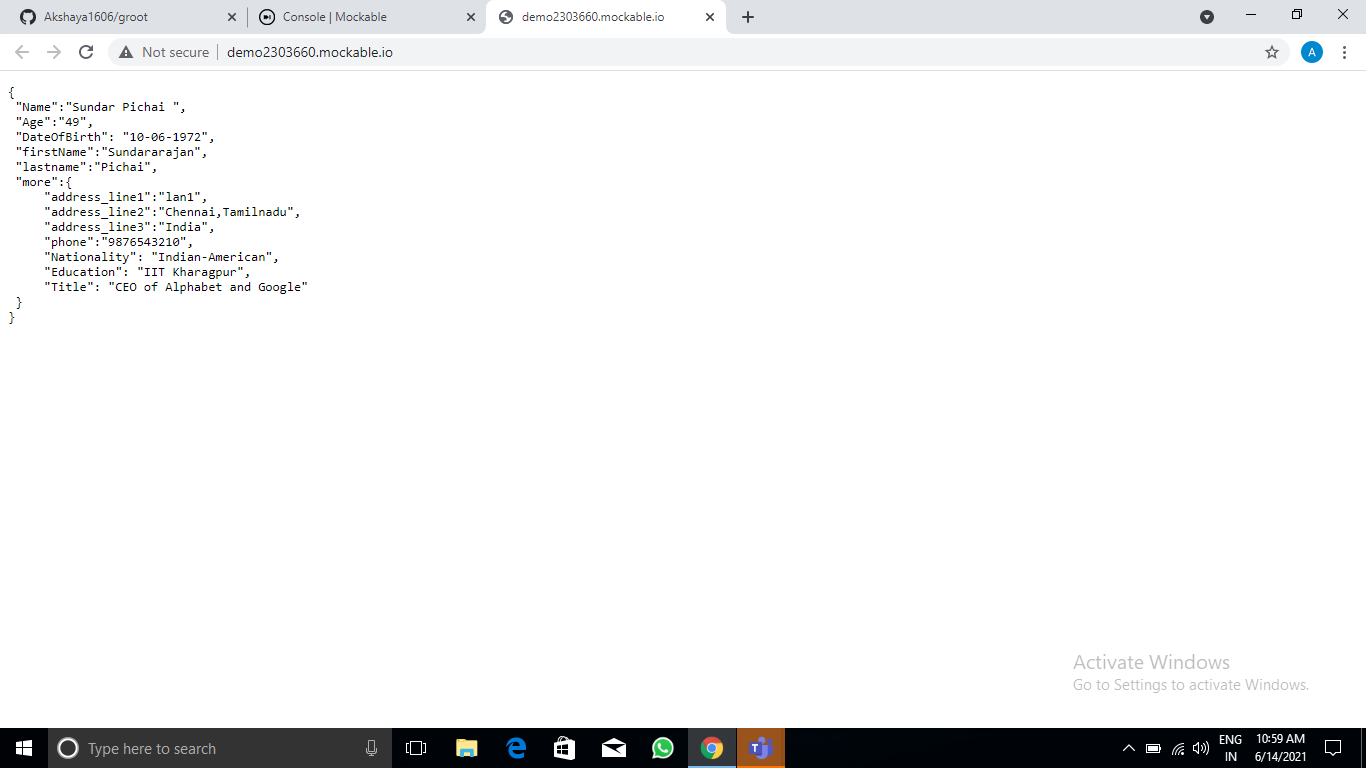 Akshaya1606/groot
Console | Mockable
demo2303660.mockable.io
Not secure
demo2303660.mockable.io
A
{
"Name":"Sundar Pichai ",
"Age":"49",
"DateOfBirth": "10-06-1972",
"firstName":"Sundararajan",
"lastname":"Pichai",
"more":{
"address_line1":"lan1",
"address_line2":"Chennai,Tamilnadu",
"address_line3":"India",
"phone":"9876543210",
"Nationality": "Indian-American",
"Education": "IIT Kharagpur",
"Title": "CEO of Alphabet and Google"
}
}
Activate Windows
Go to Settings to activate Windows.
Type here to search
ENG
IN
10:59 AM
6/14/2021